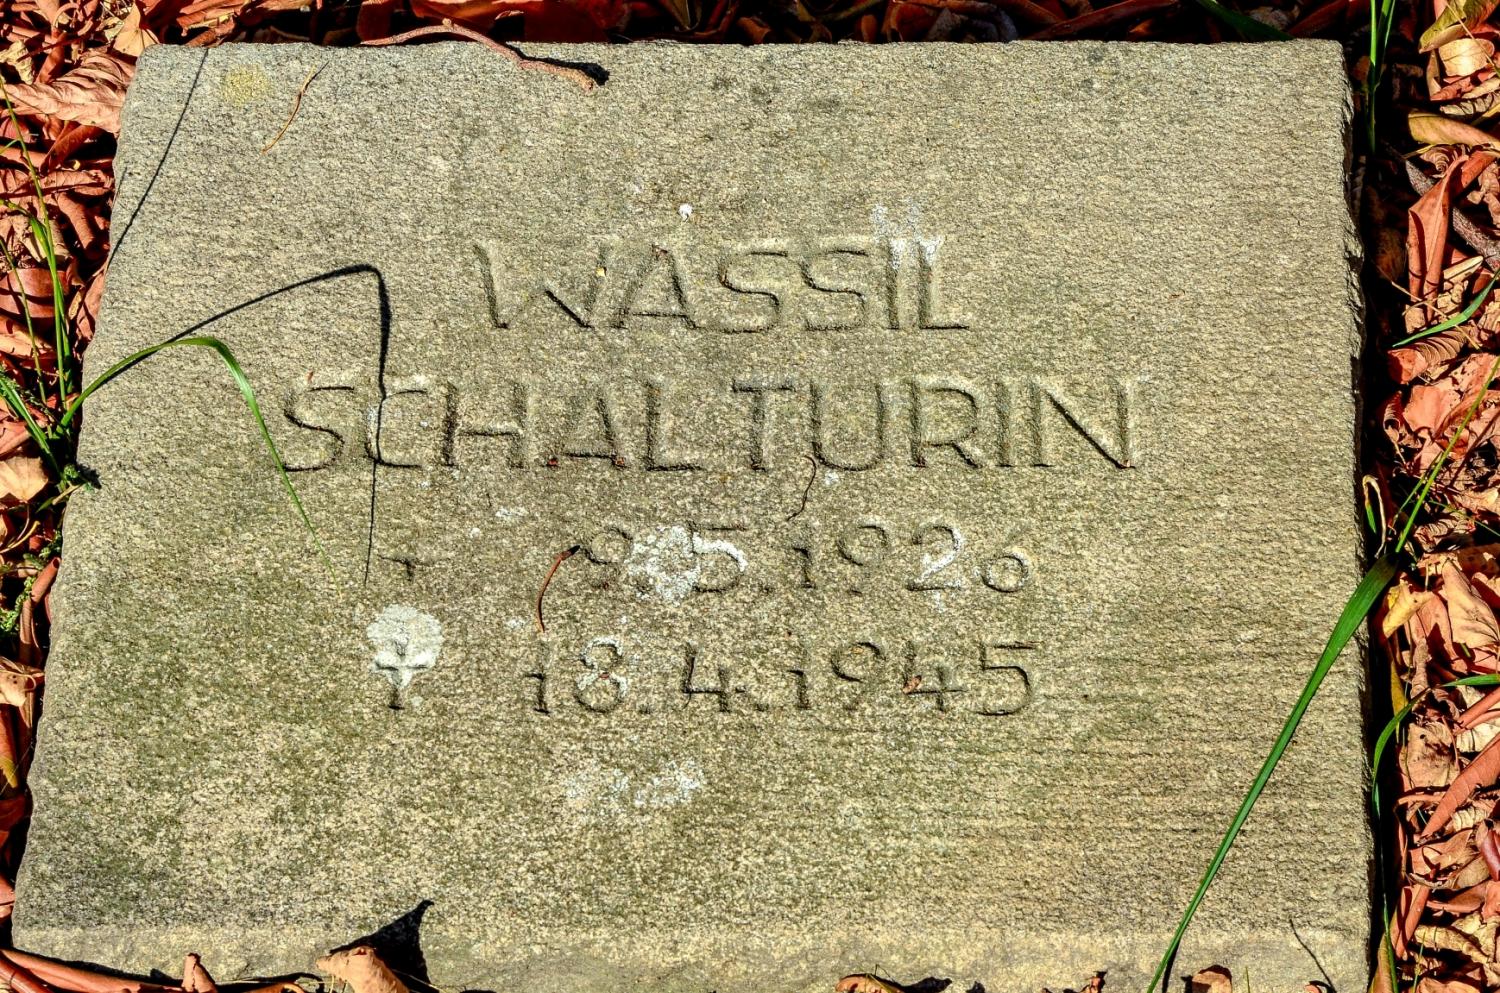 WASSIL
SCHALTURIN
* 9.5.1926
† 18.4.1945